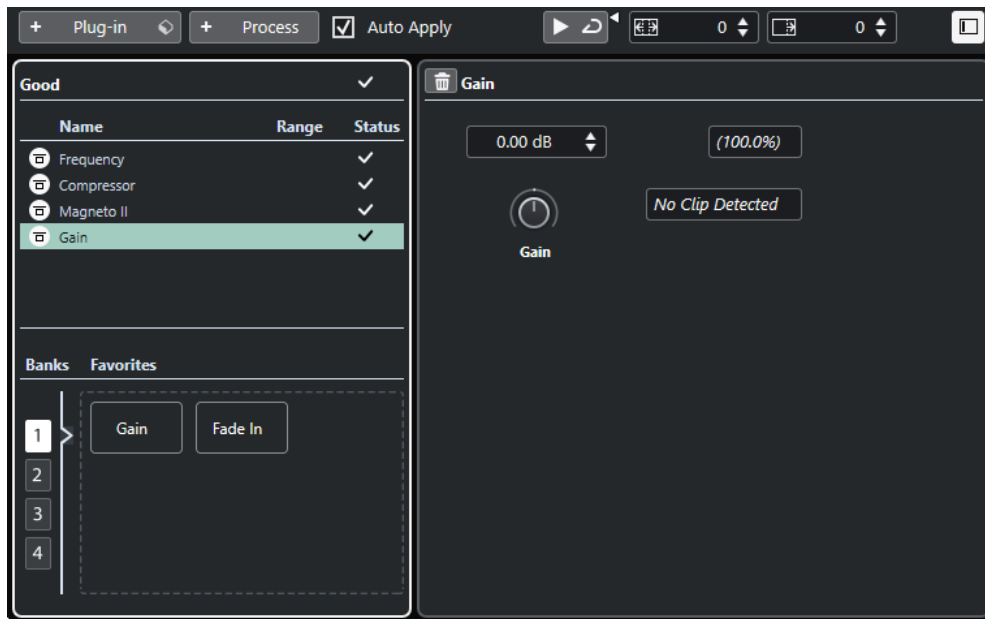 + Plug-in + Process Auto Apply 0 0
Good
Gain
Name Range Status
Frequency
Compressor
Magneto II
Gain
0.00 dB (100.0%)
No Clip Detected
Gain
Banks Favorites
1
2
3
4
Gain Fade In